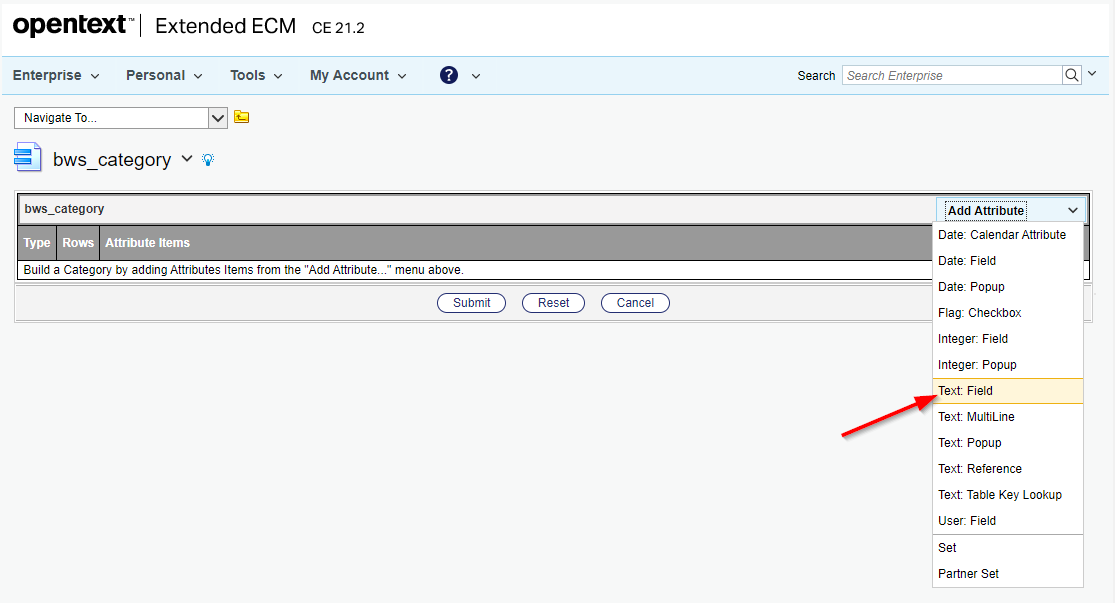 opentext™ | Extended ECM CE 21.2
Enterprise Personal Tools My Account ? Search Search Enterprise
Navigate To...
bws_category
bws_category Add Attribute
Type Rows Attribute Items
Build a Category by adding Attributes Items from the "Add Attribute..." menu above.
Submit Reset Cancel
Date: Calendar Attribute
Date: Field
Date: Popup
Flag: Checkbox
Integer: Field
Integer: Popup
Text: Field
Text: MultiLine
Text: Popup
Text: Reference
Text: Table Key Lookup
User: Field
Set
Partner Set